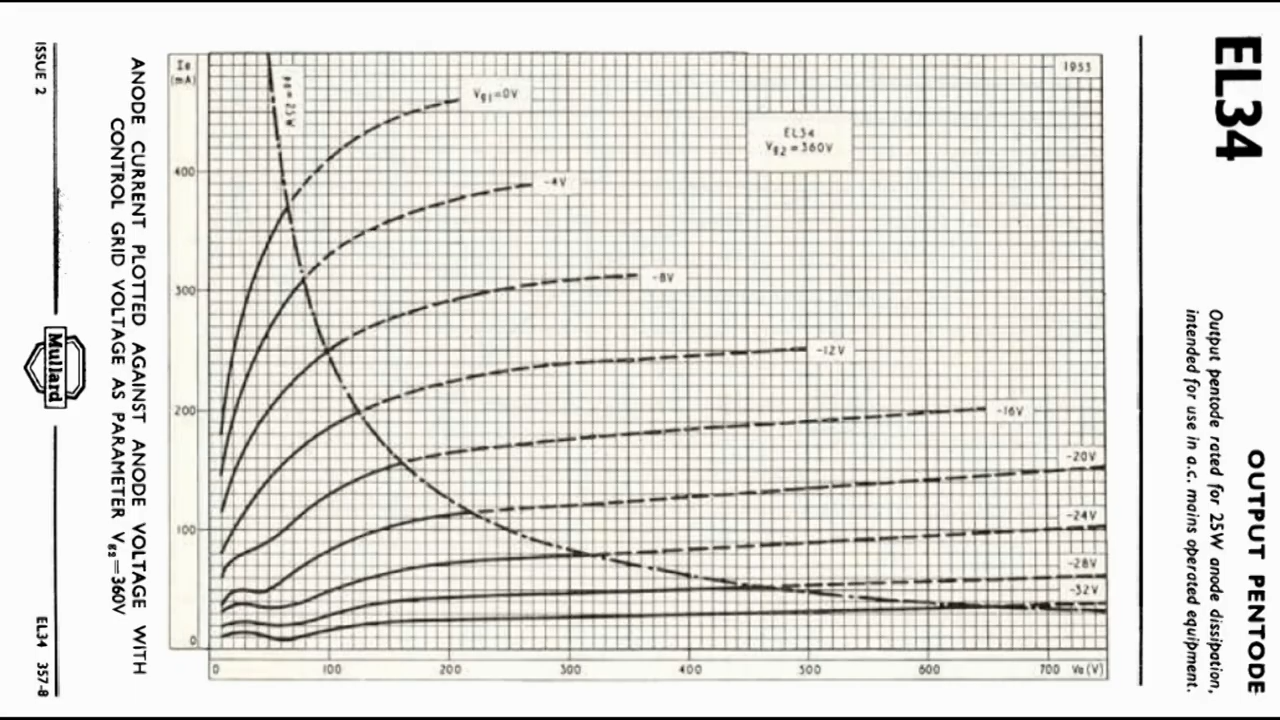 EL34
OUTPUT PENTODE
Output pentode rated for 25W anode dissipation,
intended for use in a.c. mains operated equipment.
Ia
(mA)
400
300
200
100
0
Pa=25W
Vg1=0V
-4V
-8V
-12V
-16V
-20V
-24V
-28V
-32V
EL34
Vg2=360V
1953
0 100 200 300 400 500 600 700 Va(V)
ANODE CURRENT PLOTTED AGAINST ANODE VOLTAGE WITH
CONTROL GRID VOLTAGE AS PARAMETER Vg2=360V
ISSUE 2
Mullard
EL34 357-8